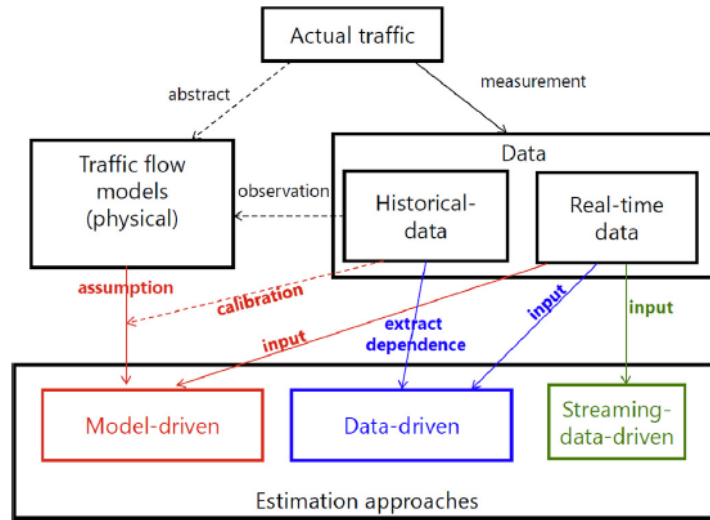 Actual traffic
abstract
measurement
Traffic flow
models
(physical)
observation
Data
Historical-
data
Real-time
data
assumption
calibration
input
extract
dependence
input
input
Model-driven
Data-driven
Streaming-
data-driven
Estimation approaches